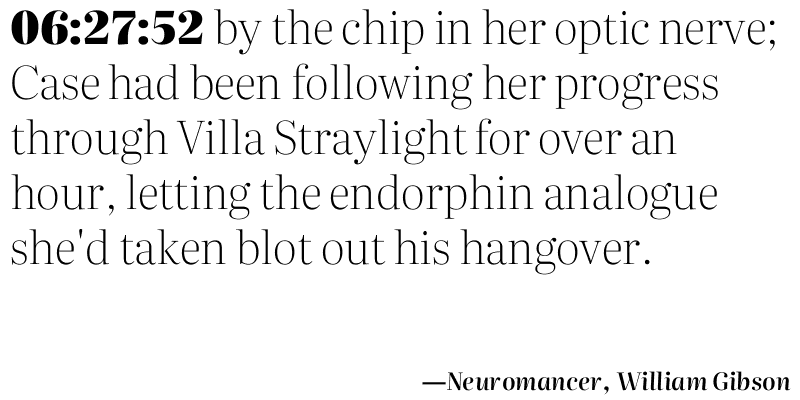 06:27:52 by the chip in her optic nerve;
Case had been following her progress
through Villa Straylight for over an
hour, letting the endorphin analogue
she'd taken blot out his hangover.
—Neuromancer, William Gibson